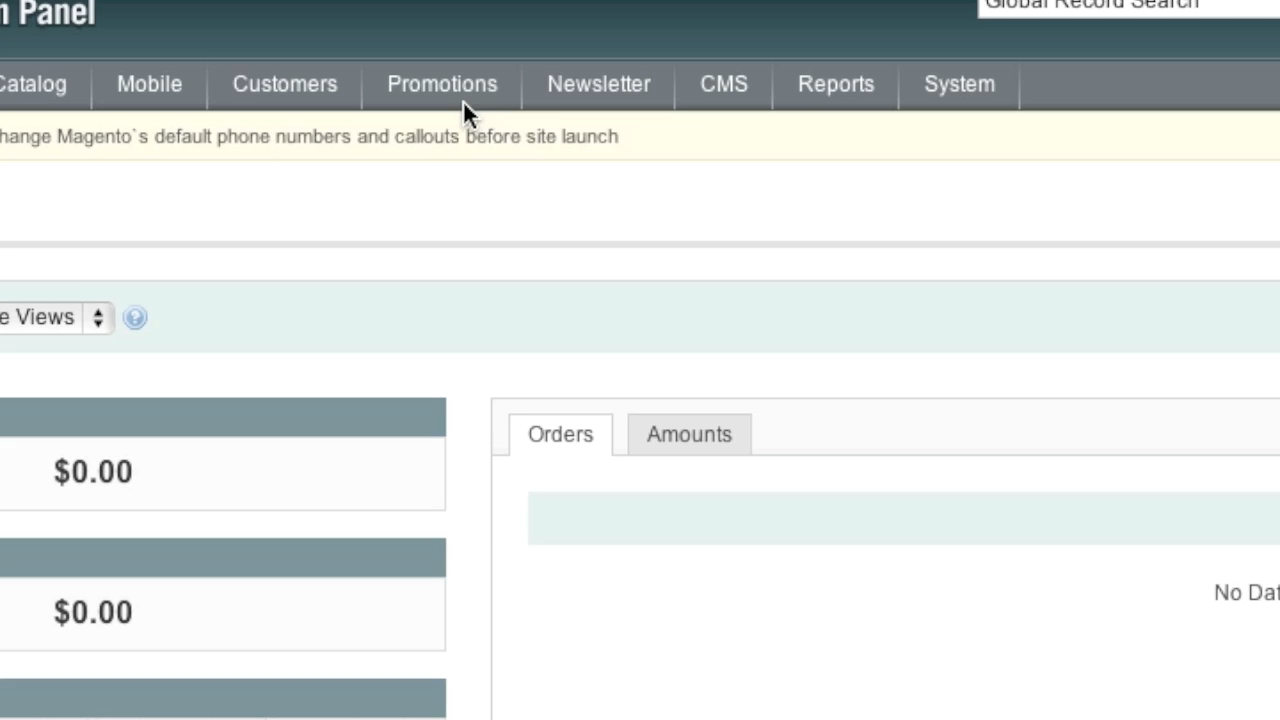 n Panel
Global Record Search
Catalog Mobile Customers Promotions Newsletter CMS Reports System
hange Magento`s default phone numbers and callouts before site launch
e Views
Orders Amounts
$0.00
No Dat
$0.00